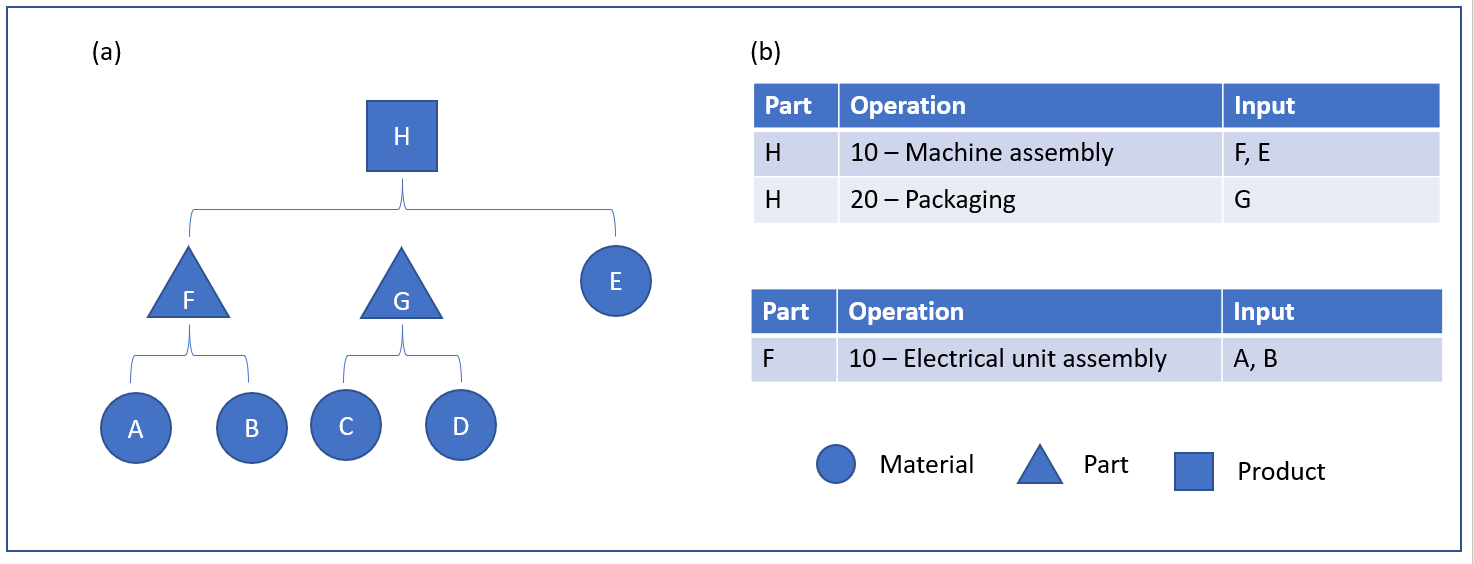 (a)
H
F
G
E
A
B
C
D
(b)
Part Operation Input
H 10 – Machine assembly F, E
H 20 – Packaging G
Part Operation Input
F 10 – Electrical unit assembly A, B
Material Part Product